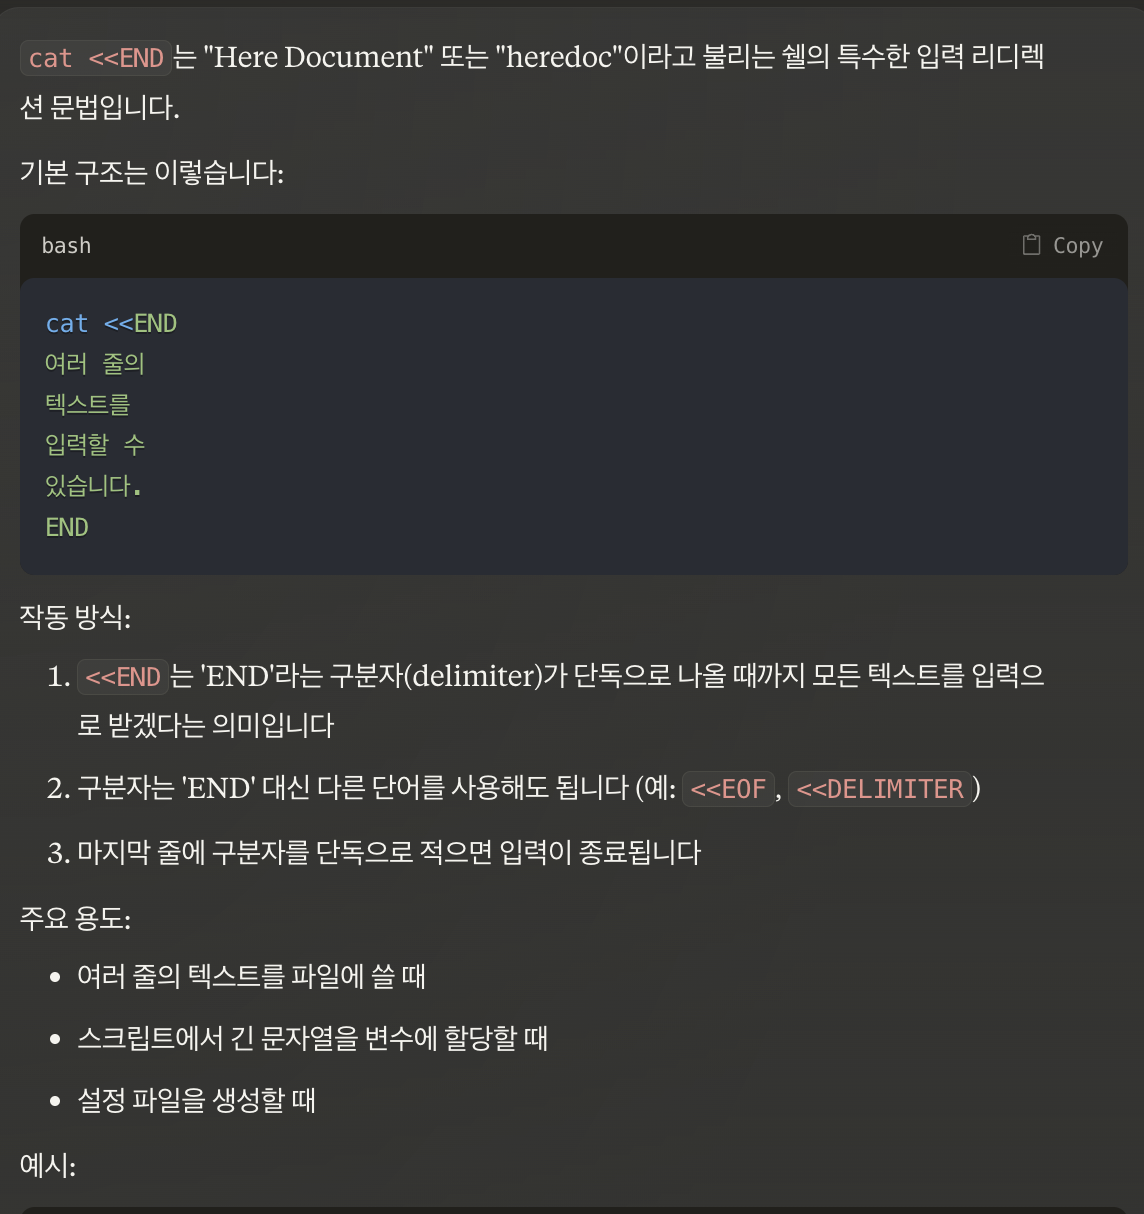 cat <<END는 "Here Document" 또는 "heredoc"이라고 불리는 쉘의 특수한 입력 리디렉
션 문법입니다.
기본 구조는 이렇습니다:
bash
Copy
cat <<END
여러 줄의
텍스트를
입력할 수
있습니다.
END
작동 방식:
1. <<END는 'END'라는 구분자(delimiter)가 단독으로 나올 때까지 모든 텍스트를 입력으
로 받겠다는 의미입니다
2. 구분자는 'END' 대신 다른 단어를 사용해도 됩니다 (예: <<EOF, <<DELIMITER)
3. 마지막 줄에 구분자를 단독으로 적으면 입력이 종료됩니다
주요 용도:
• 여러 줄의 텍스트를 파일에 쓸 때
• 스크립트에서 긴 문자열을 변수에 할당할 때
• 설정 파일을 생성할 때
예시: